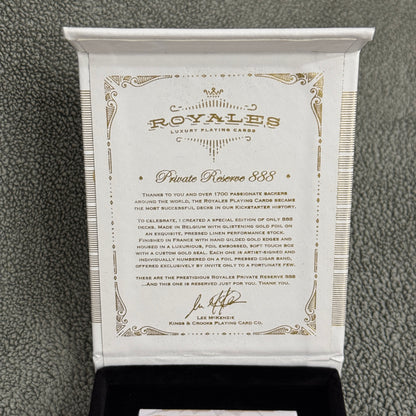 ROYALES
LUXURY PLAYING CARDS
Private Reserve 888
THANKS TO YOU AND OVER 1700 PASSIONATE BACKERS
AROUND THE WORLD, THE ROYALES PLAYING CARDS BECAME
THE MOST SUCCESSFUL DECKS IN OUR KICKSTARTER HISTORY.
TO CELEBRATE, I CREATED A SPECIAL EDITION OF ONLY 888
DECKS. MADE IN BELGIUM WITH GLISTENING GOLD FOIL ON
AN EXQUISITE, PRESSED LINEN PERFORMANCE STOCK.
FINISHED IN FRANCE WITH HAND GILDED GOLD EDGES AND
HOUSED IN A LUXURIOUS, FOIL EMBOSSED, SOFT TOUCH BOX
WITH A CUSTOM GOLD SEAL. EACH ONE IS ARTIST-SIGNED AND
INDIVIDUALLY NUMBERED ON A FOIL PRESSED CIGAR BAND,
OFFERED EXCLUSIVELY BY INVITE ONLY TO A FORTUNATE FEW.
THESE ARE THE PRESTIGIOUS ROYALES PRIVATE RESERVE 888
...AND THIS ONE IS RESERVED JUST FOR YOU. THANK YOU.
LEE MCKENZIE
KINGS & CROOKS PLAYING CARD CO.